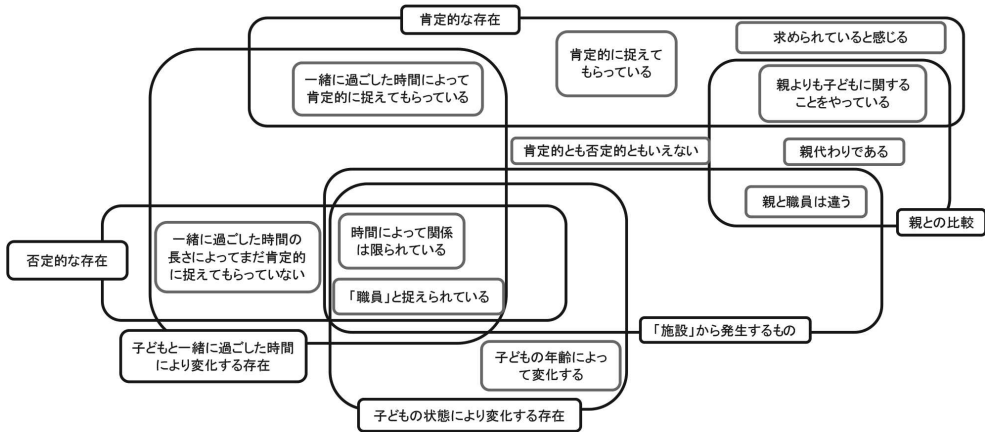 肯定的な存在
求められていると感じる
肯定的に捉えて
もらっている
一緒に過ごした時間によって
肯定的に捉えてもらっている
親よりも子どもに関する
ことをやっている
肯定的とも否定的ともいえない
親代わりである
親と職員は違う
親との比較
一緒に過ごした時間の
長さによってまだ肯定的
に捉えてもらっていない
時間によって関係
は限られている
否定的な存在
「職員」と捉えられている
「施設」から発生するもの
子どもと一緒に過ごした時間
により変化する存在
子どもの年齢によっ
て変化する
子どもの状態により変化する存在